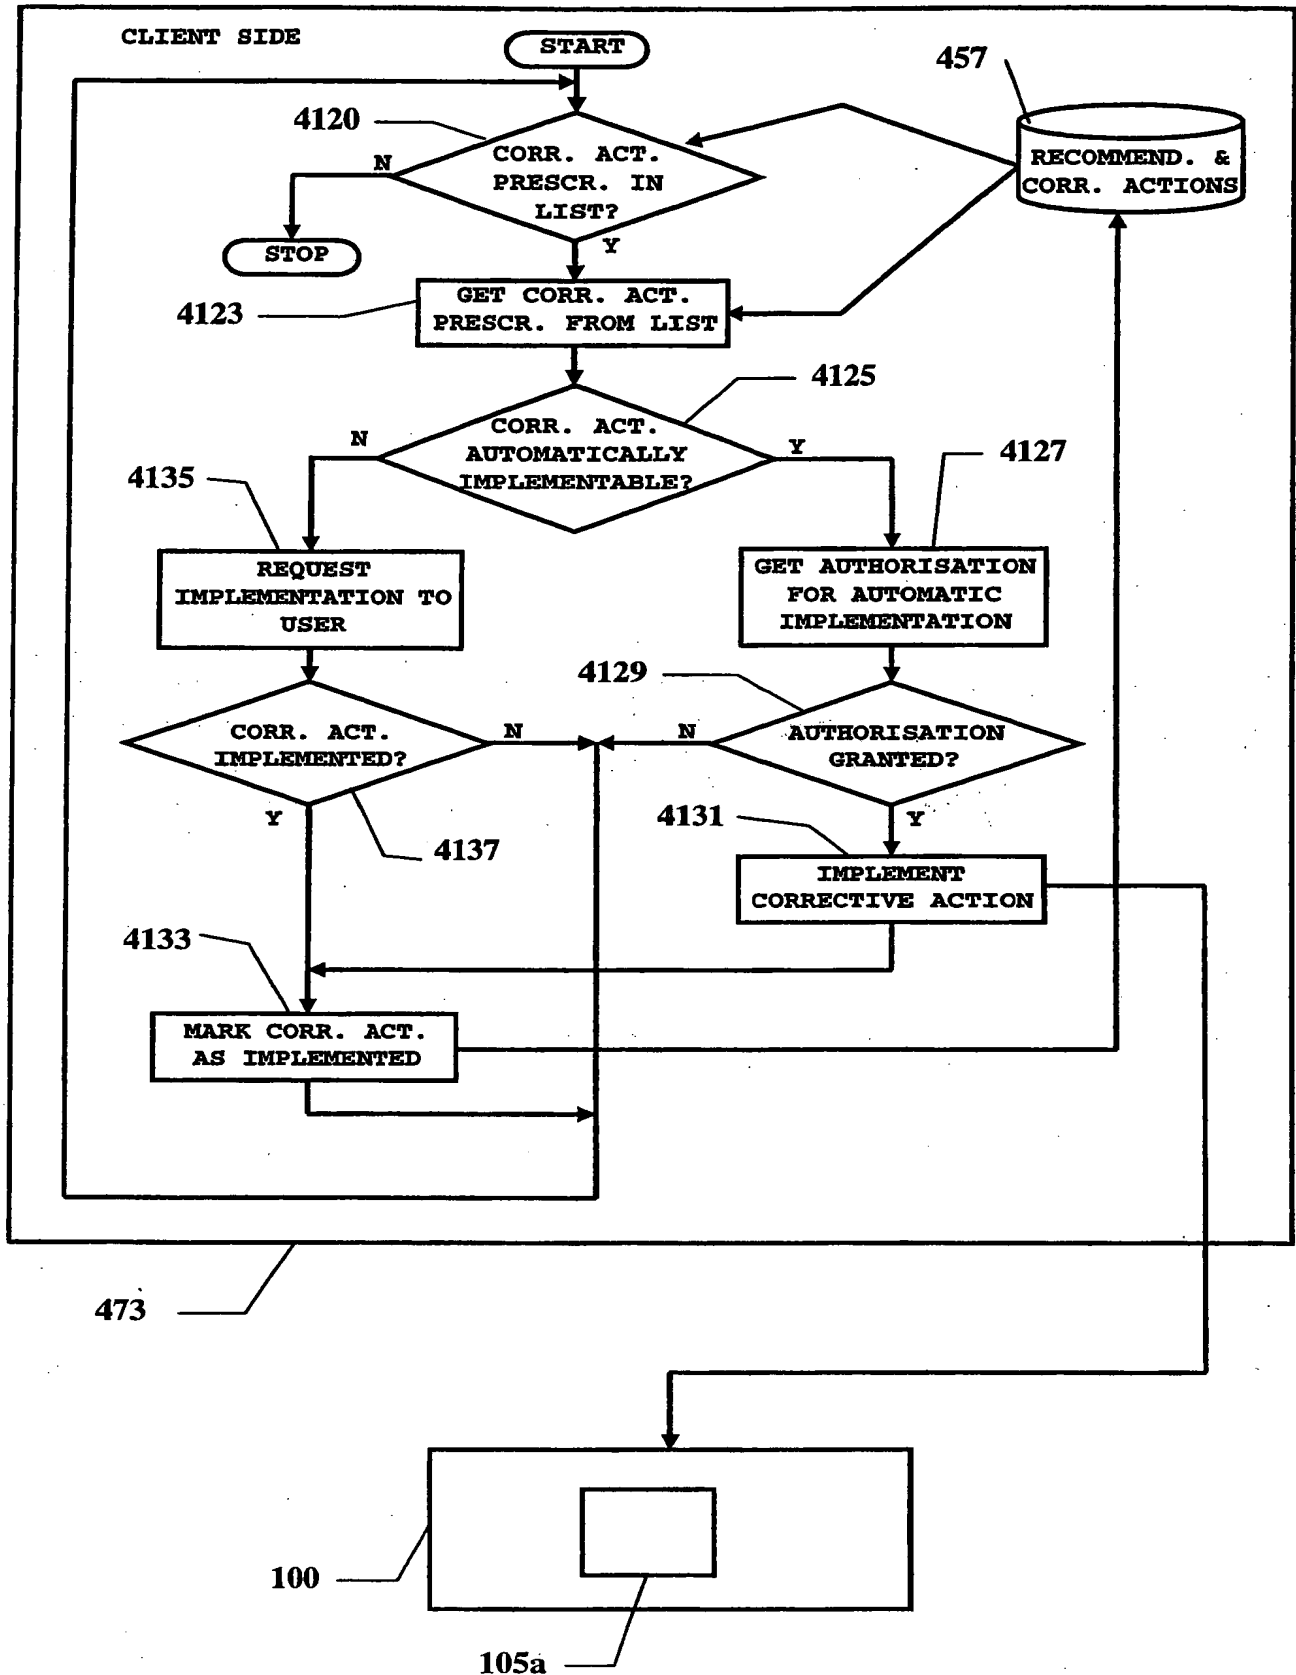 CLIENT SIDE
START
457
4120
CORR. ACT.
PRESCR. IN
LIST?
N
Y
RECOMMEND. &
CORR. ACTIONS
STOP
4123
GET CORR. ACT.
PRESCR. FROM LIST
4125
CORR. ACT.
AUTOMATICALLY
IMPLEMENTABLE?
N
Y
4135
4127
REQUEST
IMPLEMENTATION TO
USER
GET AUTHORISATION
FOR AUTOMATIC
IMPLEMENTATION
4129
CORR. ACT.
IMPLEMENTED?
N
N
AUTHORISATION
GRANTED?
Y
4137
4131
Y
IMPLEMENT
CORRECTIVE ACTION
4133
MARK CORR. ACT.
AS IMPLEMENTED
473
100
105a